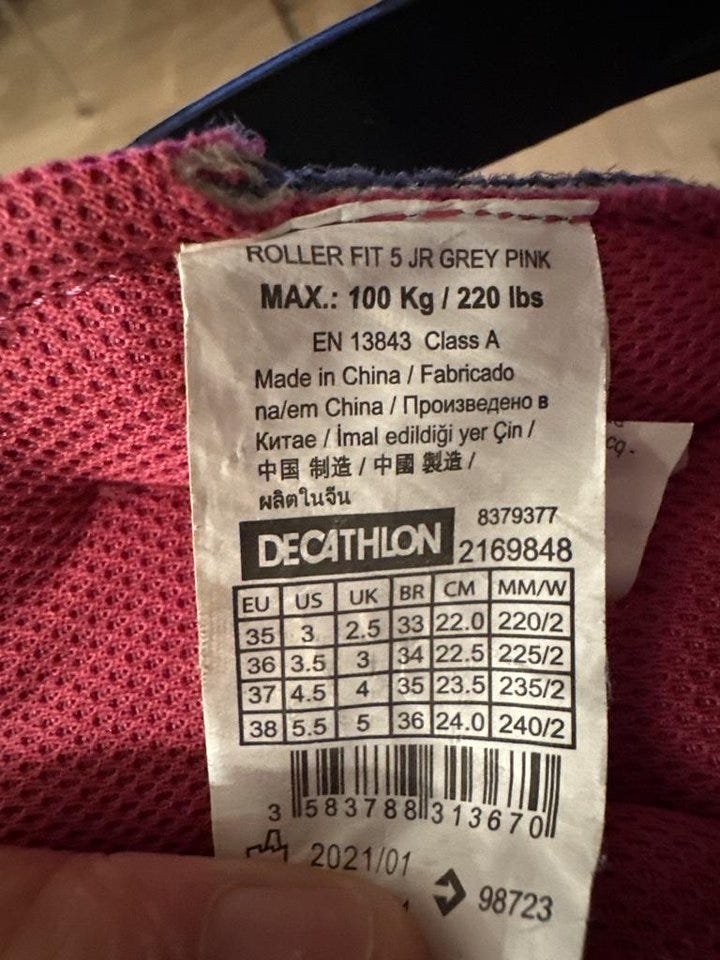 ROLLER FIT 5 JR GREY PINK
MAX.: 100 Kg / 220 lbs
EN 13843 Class A
Made in China / Fabricado
na/em China / Произведено в
Китае / İmal edildiği yer Çin /
中国 制造 / 中國 製造 /
ผลิตในจีน
8379377
DECATHLON 2169848
EU US UK BR CM MM/W
35 3 2.5 33 22.0 220/2
36 3.5 3 34 22.5 225/2
37 4.5 4 35 23.5 235/2
38 5.5 5 36 24.0 240/2
3 583788 313670
2021/01
98723
cq.